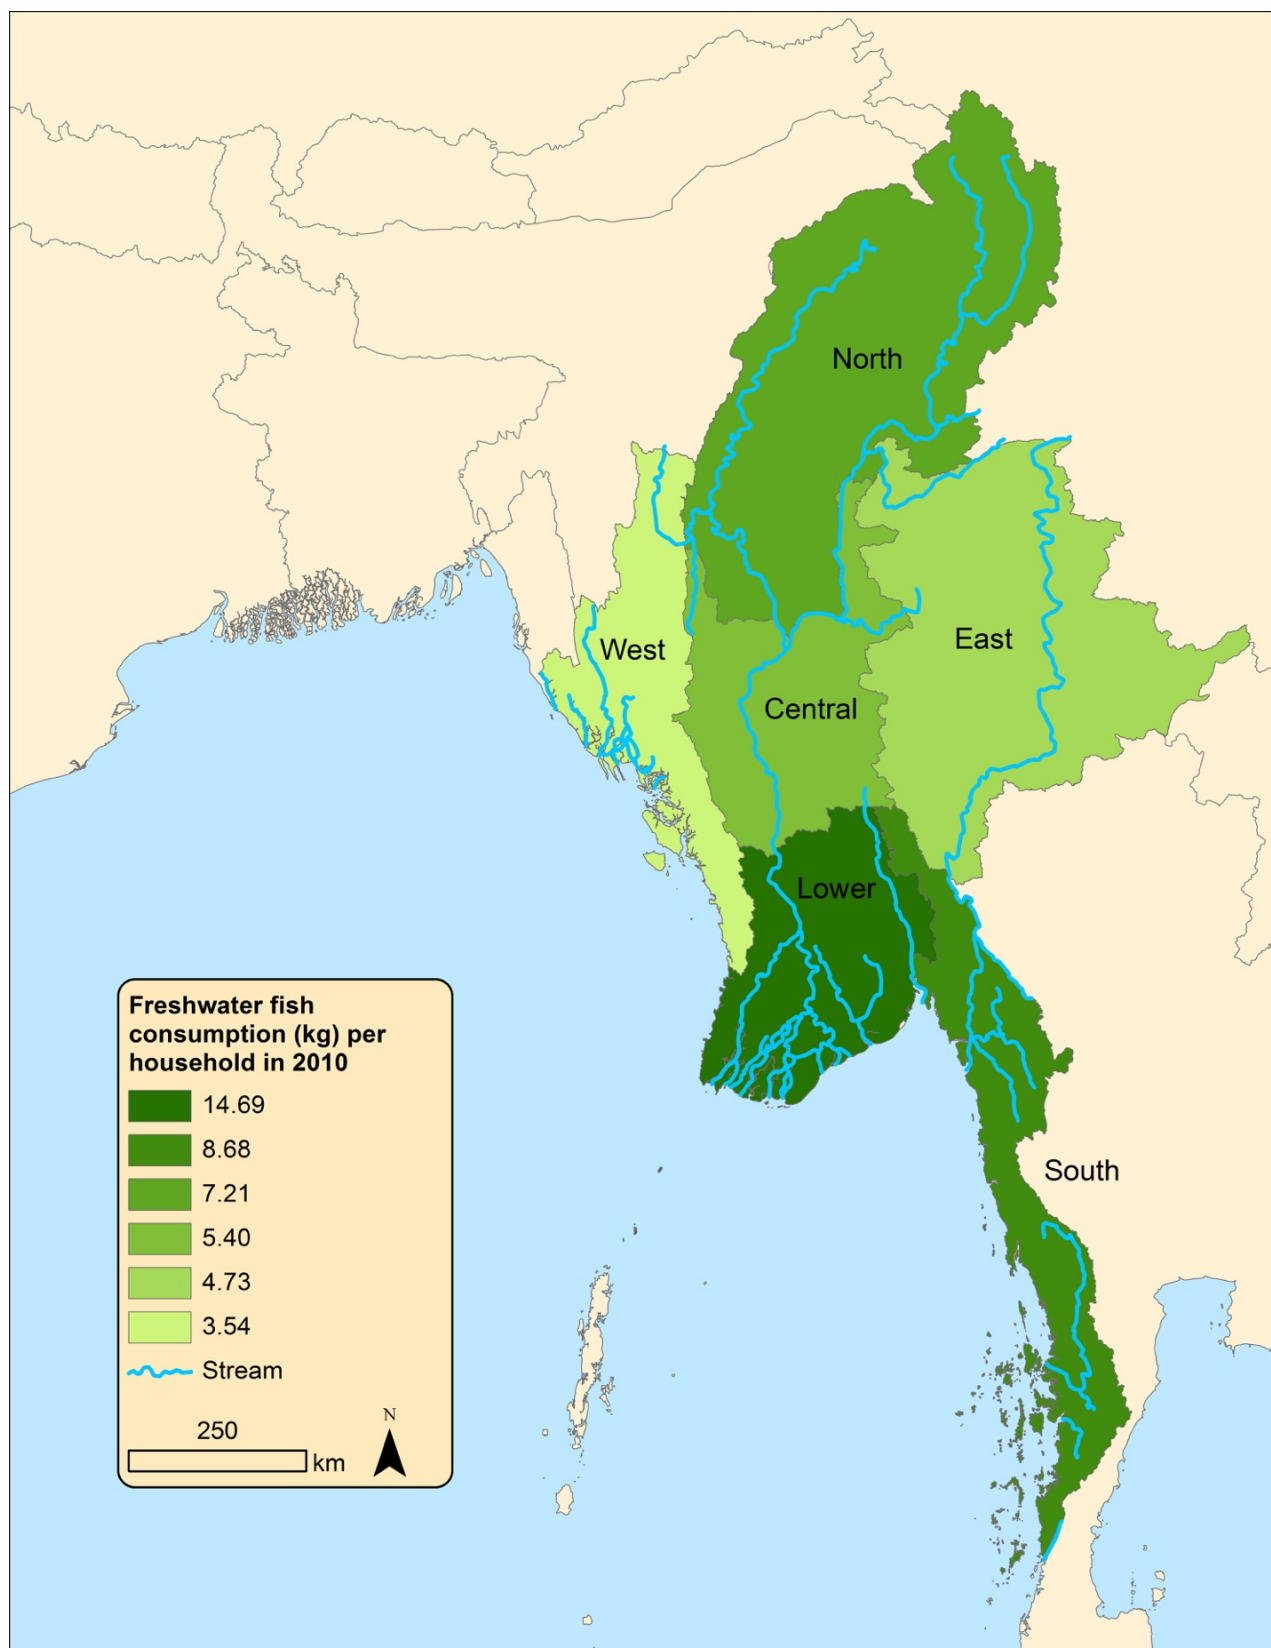 North
West
East
Central
Lower
South
Freshwater fish
consumption (kg) per
household in 2010
14.69
8.68
7.21
5.40
4.73
3.54
Stream
250
km
N